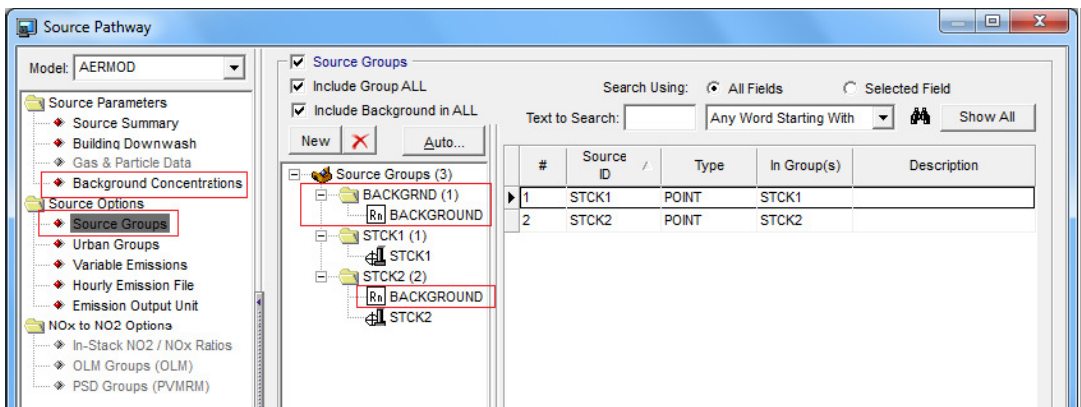 Source Pathway
Model: AERMOD
Source Parameters
Source Summary
Building Downwash
Gas & Particle Data
Background Concentrations
Source Options
Source Groups
Urban Groups
Variable Emissions
Hourly Emission File
Emission Output Unit
NOx to NO2 Options
In-Stack NO2 / NOx Ratios
OLM Groups (OLM)
PSD Groups (PVMRM)
Source Groups
Include Group ALL
Include Background in ALL
New Auto...
Source Groups (3)
BACKGRND (1)
Rn BACKGROUND
STCK1 (1)
STCK1
STCK2 (2)
Rn BACKGROUND
STCK2
Search Using: All Fields Selected Field
Text to Search: Any Word Starting With Show All
# Source ID Type In Group(s) Description
1 STCK1 POINT STCK1
2 STCK2 POINT STCK2